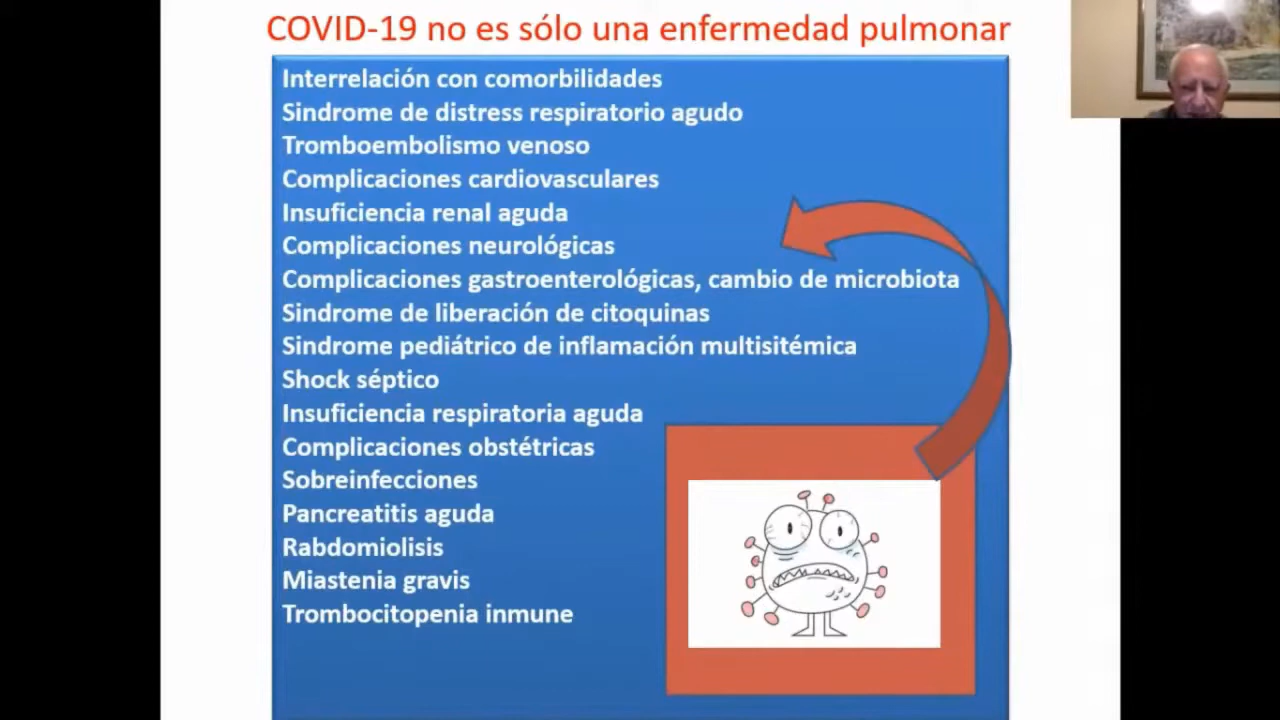 COVID-19 no es sólo una enfermedad pulmonar
Interrelación con comorbilidades
Sindrome de distress respiratorio agudo
Tromboembolismo venoso
Complicaciones cardiovasculares
Insuficiencia renal aguda
Complicaciones neurológicas
Complicaciones gastroenterológicas, cambio de microbiota
Sindrome de liberación de citoquinas
Sindrome pediátrico de inflamación multisitémica
Shock séptico
Insuficiencia respiratoria aguda
Complicaciones obstétricas
Sobreinfecciones
Pancreatitis aguda
Rabdomiolisis
Miastenia gravis
Trombocitopenia inmune